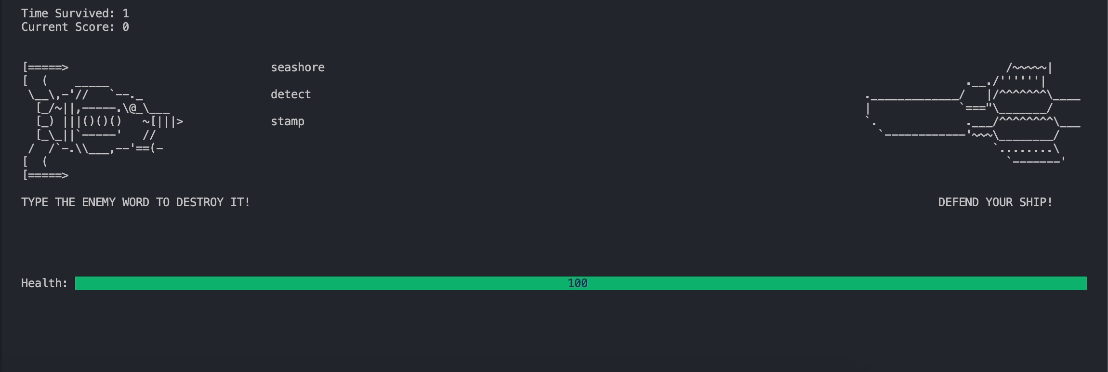 Time Survived: 1
Current Score: 0
seashore
detect
stamp
TYPE THE ENEMY WORD TO DESTROY IT!
DEFEND YOUR SHIP!
Health: 100